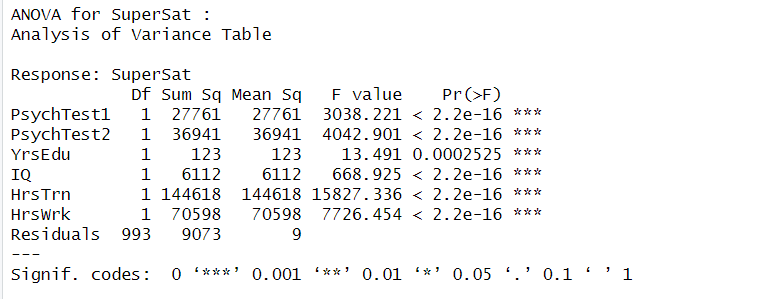 ANOVA for SuperSat :
Analysis of Variance Table

Response: SuperSat
            Df Sum Sq Mean Sq   F value    Pr(>F)
PsychTest1   1  27761   27761  3038.221 < 2.2e-16 ***
PsychTest2   1  36941   36941  4042.901 < 2.2e-16 ***
YrsEdu       1    123     123    13.491 0.0002525 ***
IQ           1   6112    6112   668.925 < 2.2e-16 ***
HrsTrn       1 144618  144618 15827.336 < 2.2e-16 ***
HrsWrk       1  70598   70598  7726.454 < 2.2e-16 ***
Residuals  993   9073       9
---
Signif. codes:  0 ‘***’ 0.001 ‘**’ 0.01 ‘*’ 0.05 ‘.’ 0.1 ‘ ’ 1